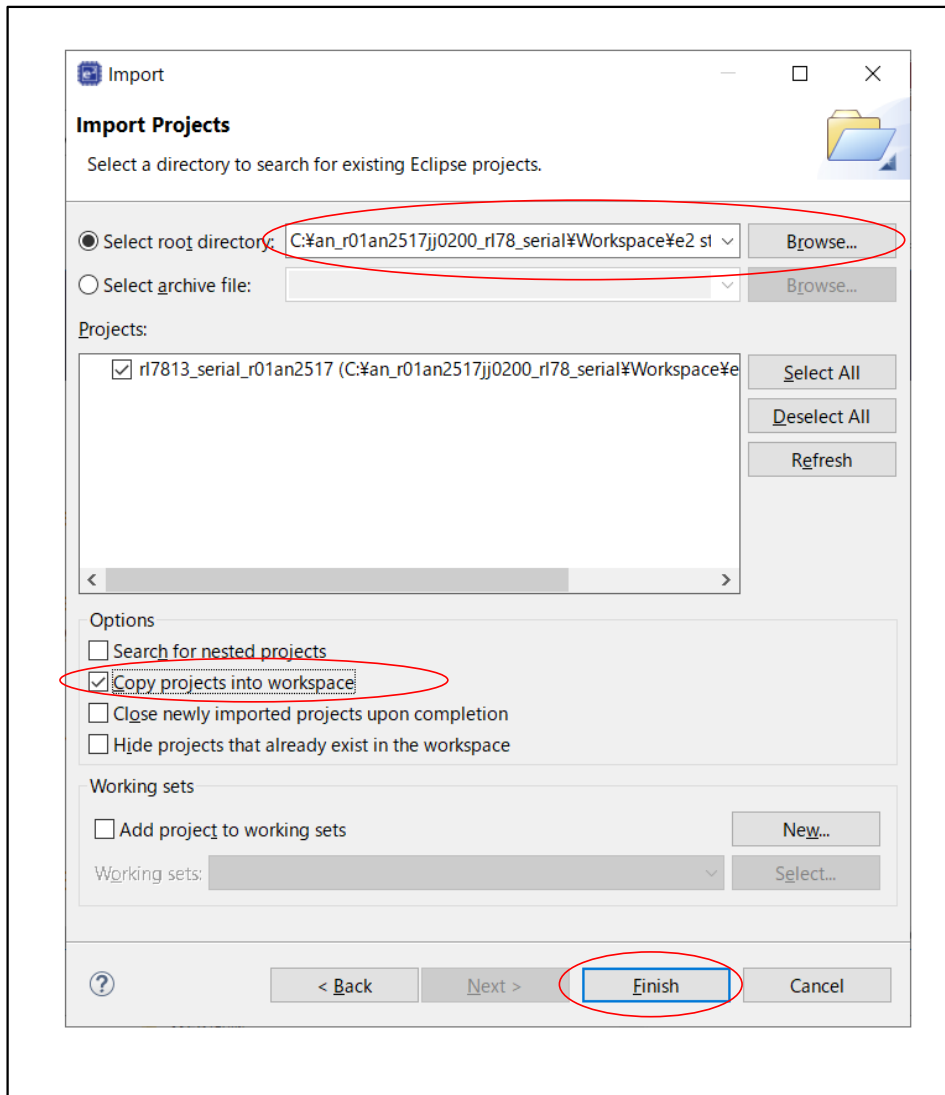 Import
Import Projects
Select a directory to search for existing Eclipse projects.
Select root directory: C:¥an_r01an2517jj0200_rl78_serial¥Workspace¥e2 st Browse...
Select archive file: Browse...
Projects:
rl7813_serial_r01an2517 (C:¥an_r01an2517jj0200_rl78_serial¥Workspace¥e
Select All
Deselect All
Refresh
Options
Search for nested projects
Copy projects into workspace
Close newly imported projects upon completion
Hide projects that already exist in the workspace
Working sets
Add project to working sets New...
Working sets: Select...
< Back Next > Finish Cancel